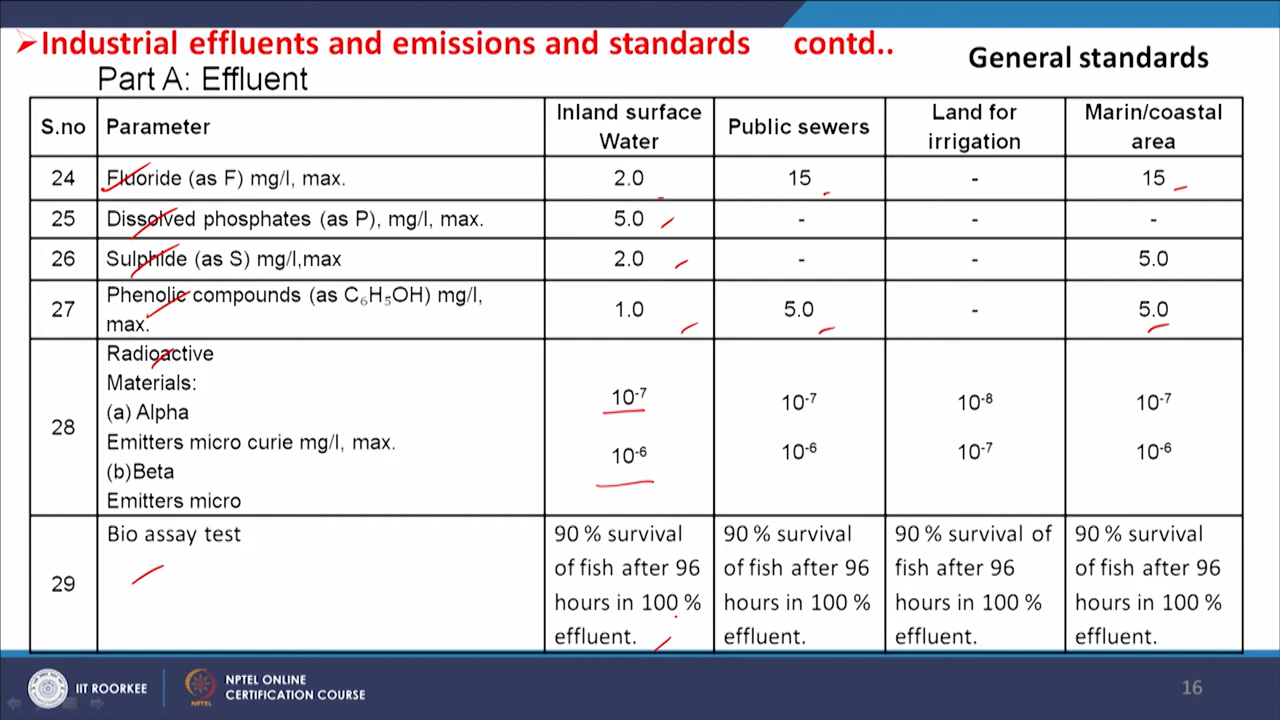 Industrial effluents and emissions and standards contd..
General standards
Part A: Effluent
S.no
Parameter
Inland surface
Water
Public sewers
Land for
irrigation
Marin/coastal
area
24
Fluoride (as F) mg/l, max.
2.0
15
-
15
25
Dissolved phosphates (as P), mg/l, max.
5.0
-
-
-
26
Sulphide (as S) mg/l,max
2.0
-
-
5.0
27
Phenolic compounds (as C₆H₅OH) mg/l,
max.
1.0
5.0
-
5.0
28
Radioactive
Materials:
(a) Alpha
Emitters micro curie mg/l, max.
(b)Beta
Emitters micro
10⁻⁷
10⁻⁶
10⁻⁷
10⁻⁶
10⁻⁸
10⁻⁷
10⁻⁷
10⁻⁶
29
Bio assay test
90 % survival
of fish after 96
hours in 100 %
effluent.
90 % survival
of fish after 96
hours in 100 %
effluent.
90 % survival of
fish after 96
hours in 100 %
effluent.
90 % survival
of fish after 96
hours in 100 %
effluent.
IIT ROORKEE
NPTEL
NPTEL ONLINE
CERTIFICATION COURSE
16